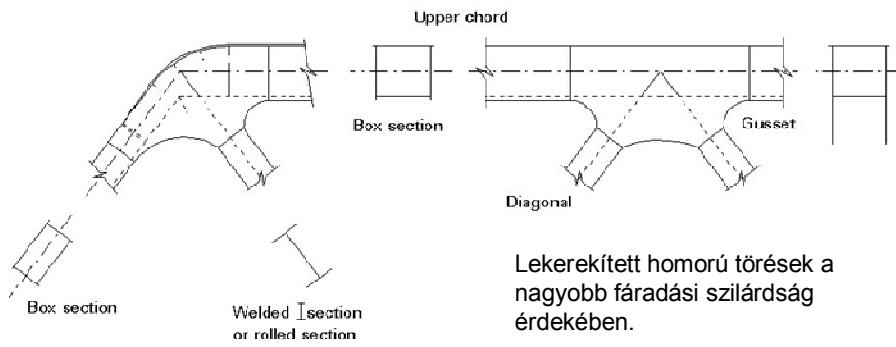 Upper chord
Box section
Gusset
Diagonal
Box section
Welded I section
or rolled section
Lekerekített homorú törések a
nagyobb fáradási szilárdság
érdekében.